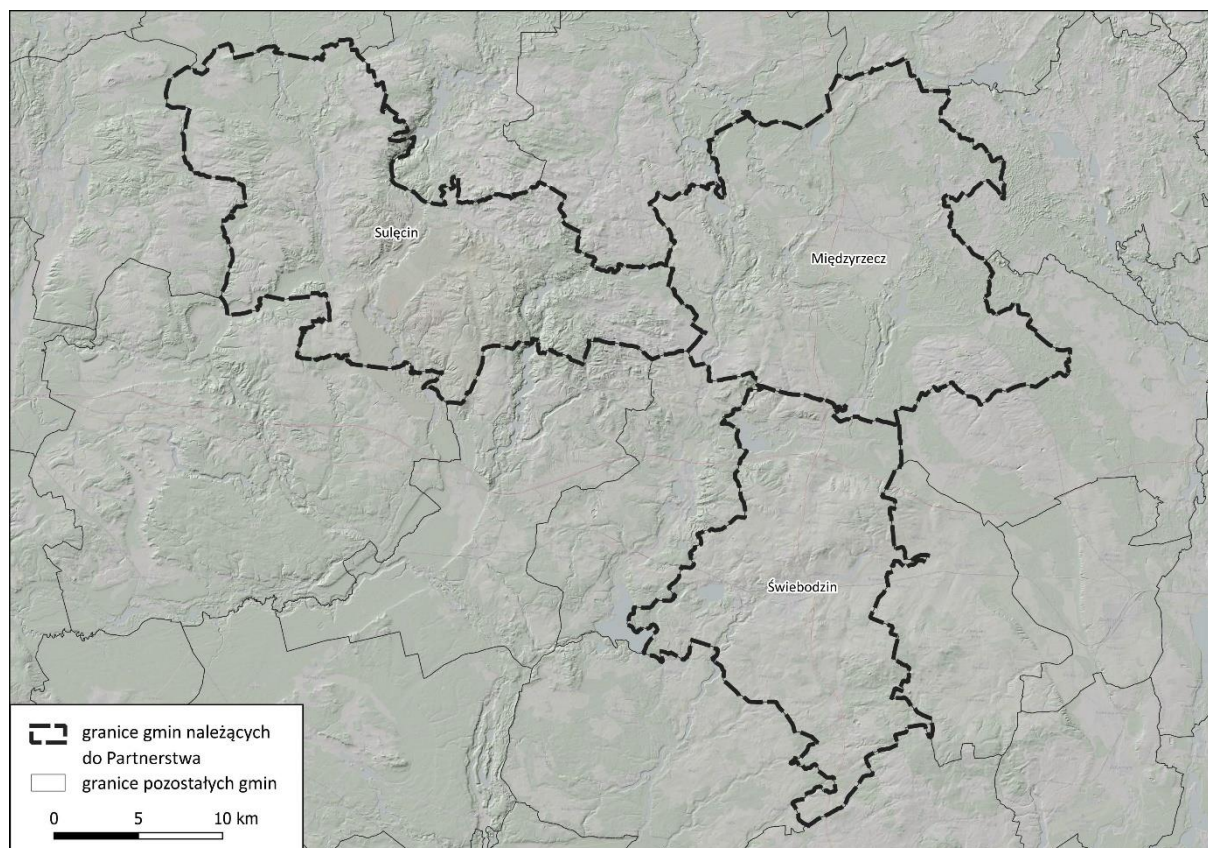 Sulęcin
Międzyrzecz
Świebodzin
granice gmin należących
do Partnerstwa
granice pozostałych gmin
0 5 10 km